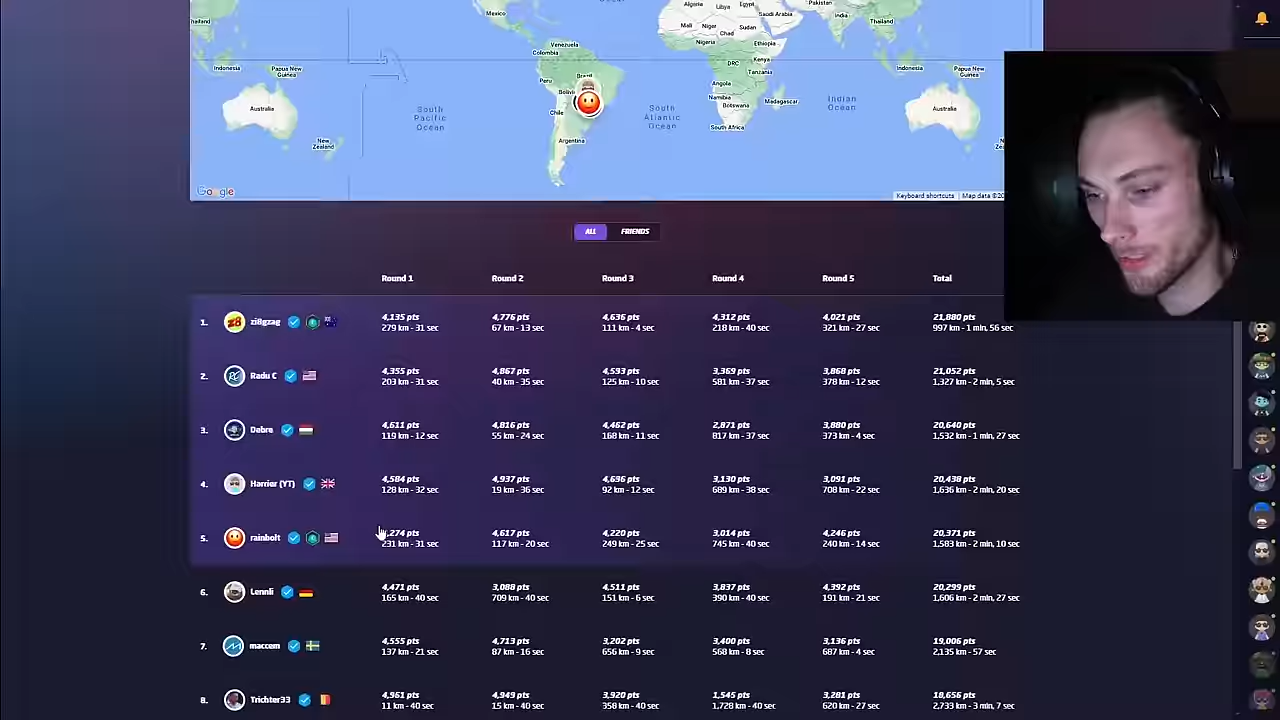 Mexico
Algeria
Libya
Egypt
Saudi Arabia
Pakistan
India
Thailand
Mali
Niger
Sudan
Chad
Nigeria
Ethiopia
Venezuela
Colombia
DRC
Kenya
Tanzania
Indonesia
Papua New
Guinea
Peru
Brazil
Bolivia
Angola
Namibia
Botswana
Madagascar
Indonesia
Papua New
Guinea
Australia
South
Pacific
Ocean
Chile
South
Atlantic
Ocean
Indian
Ocean
Australia
South Africa
Argentina
New
Zealand
Google
Keyboard shortcuts
Map data ©20
ALL FRIENDS
Round 1 Round 2 Round 3 Round 4 Round 5 Total
1. zi8gzag 4,135 pts 4,776 pts 4,636 pts 4,312 pts 4,021 pts 21,880 pts
279 km - 31 sec 67 km - 13 sec 111 km - 4 sec 218 km - 40 sec 321 km - 27 sec 997 km - 1 min, 56 sec
2. Radu C 4,355 pts 4,867 pts 4,593 pts 3,369 pts 3,868 pts 21,052 pts
203 km - 31 sec 40 km - 35 sec 125 km - 10 sec 581 km - 37 sec 378 km - 12 sec 1,327 km - 2 min, 5 sec
3. Debre 4,611 pts 4,816 pts 4,462 pts 2,871 pts 3,880 pts 20,640 pts
119 km - 12 sec 55 km - 24 sec 168 km - 11 sec 817 km - 37 sec 373 km - 4 sec 1,532 km - 1 min, 27 sec
4. Harrier (YT) 4,584 pts 4,937 pts 4,696 pts 3,130 pts 3,091 pts 20,438 pts
128 km - 32 sec 19 km - 36 sec 92 km - 12 sec 689 km - 38 sec 708 km - 22 sec 1,636 km - 2 min, 20 sec
5. rainbolt ,274 pts 4,617 pts 4,220 pts 3,014 pts 4,246 pts 20,371 pts
231 km - 31 sec 117 km - 20 sec 249 km - 25 sec 745 km - 40 sec 240 km - 14 sec 1,583 km - 2 min, 10 sec
6. Lennli 4,471 pts 3,088 pts 4,511 pts 3,837 pts 4,392 pts 20,299 pts
165 km - 40 sec 709 km - 40 sec 151 km - 6 sec 390 km - 40 sec 191 km - 21 sec 1,606 km - 2 min, 27 sec
7. maccem 4,555 pts 4,713 pts 3,202 pts 3,400 pts 3,136 pts 19,006 pts
137 km - 21 sec 87 km - 16 sec 656 km - 9 sec 568 km - 8 sec 687 km - 4 sec 2,135 km - 57 sec
8. Trichter33 4,961 pts 4,949 pts 3,920 pts 1,545 pts 3,281 pts 18,656 pts
11 km - 40 sec 15 km - 40 sec 358 km - 40 sec 1,728 km - 40 sec 620 km - 27 sec 2,733 km - 3 min, 7 sec